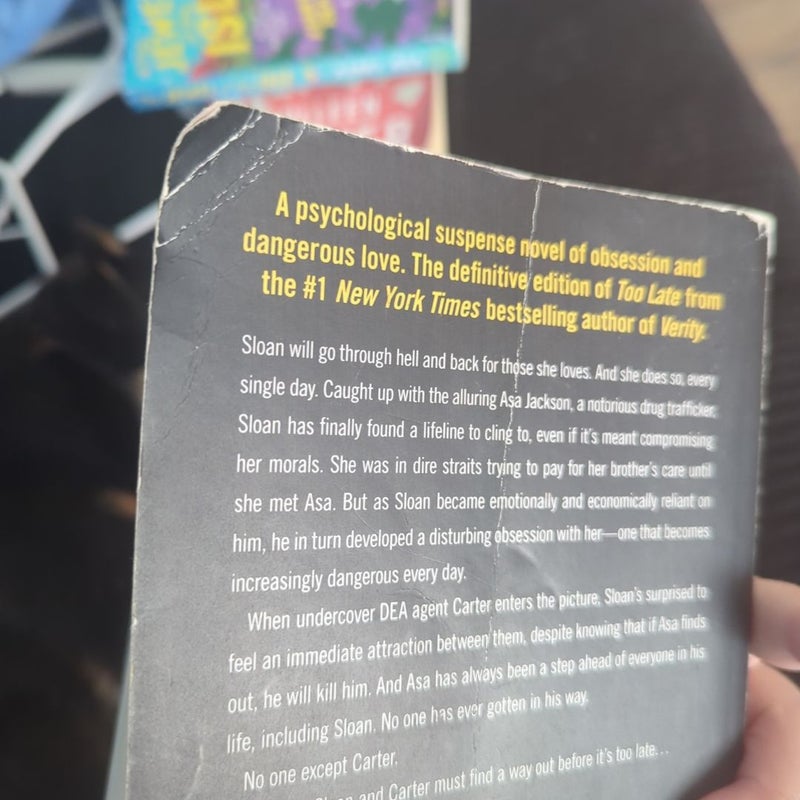 A psychological suspense novel of obsession and
dangerous love. The definitive edition of Too Late from
the #1 New York Times bestselling author of Verity.
Sloan will go through hell and back for those she loves. And she does so, every
single day. Caught up with the alluring Asa Jackson, a notorious drug trafficker,
Sloan has finally found a lifeline to cling to, even if it's meant compromising
her morals. She was in dire straits trying to pay for her brother's care until
she met Asa. But as Sloan became emotionally and economically reliant on
him, he in turn developed a disturbing obsession with her—one that becomes
increasingly dangerous every day.
When undercover DEA agent Carter enters the picture, Sloan's surprised to
feel an immediate attraction between them, despite knowing that if Asa finds
out, he will kill him. And Asa has always been a step ahead of everyone in his
life, including Sloan. No one has ever gotten in his way.
No one except Carter.
Sloan and Carter must find a way out before it's too late...